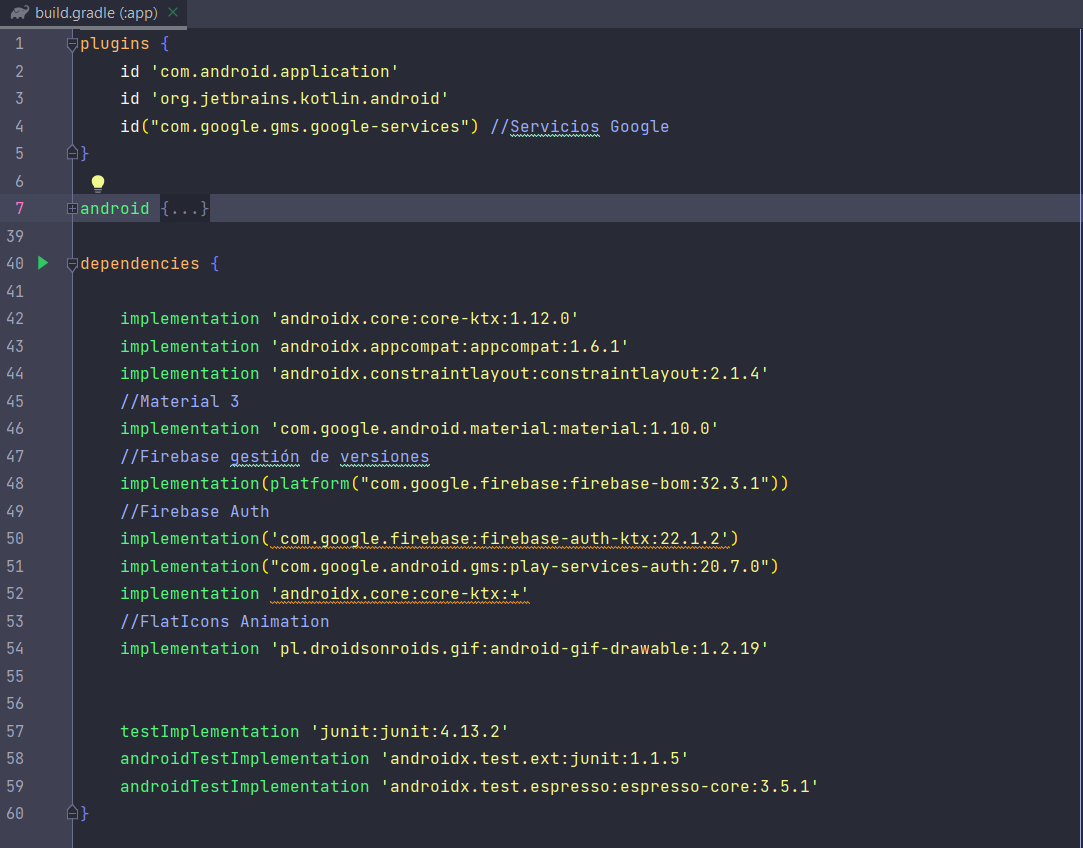 build.gradle (:app)
1 plugins {
2     id 'com.android.application'
3     id 'org.jetbrains.kotlin.android'
4     id("com.google.gms.google-services") //Servicios Google
5 }
6
7 android {...}
39
40 dependencies {
41
42     implementation 'androidx.core:core-ktx:1.12.0'
43     implementation 'androidx.appcompat:appcompat:1.6.1'
44     implementation 'androidx.constraintlayout:constraintlayout:2.1.4'
45     //Material 3
46     implementation 'com.google.android.material:material:1.10.0'
47     //Firebase gestión de versiones
48     implementation(platform("com.google.firebase:firebase-bom:32.3.1"))
49     //Firebase Auth
50     implementation('com.google.firebase:firebase-auth-ktx:22.1.2')
51     implementation("com.google.android.gms:play-services-auth:20.7.0")
52     implementation 'androidx.core:core-ktx:+'
53     //FlatIcons Animation
54     implementation 'pl.droidsonroids.gif:android-gif-drawable:1.2.19'
55
56
57     testImplementation 'junit:junit:4.13.2'
58     androidTestImplementation 'androidx.test.ext:junit:1.1.5'
59     androidTestImplementation 'androidx.test.espresso:espresso-core:3.5.1'
60 }